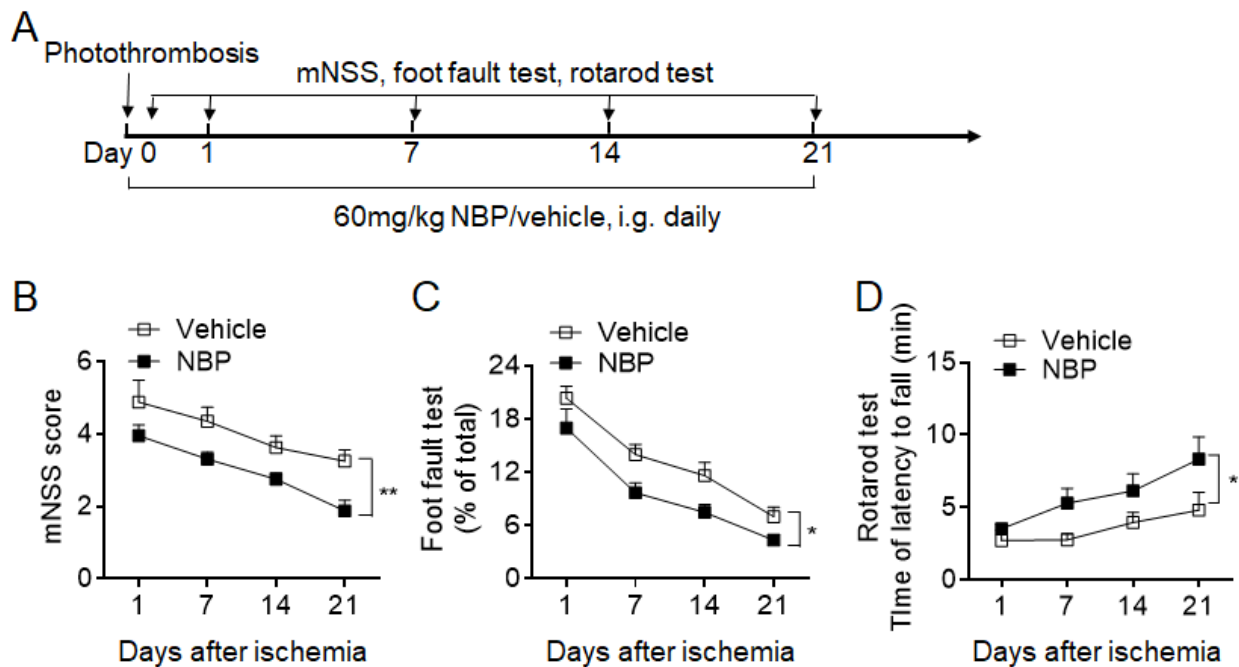 A
Photothrombosis
mNSS, foot fault test, rotarod test
Day 0 1 7 14 21
60mg/kg NBP/vehicle, i.g. daily
B
Vehicle
NBP
mNSS score
6
4
2
0
**
1 7 14 21
Days after ischemia
C
Vehicle
NBP
Foot fault test
(% of total)
24
18
12
6
0
*
1 7 14 21
Days after ischemia
D
Vehicle
NBP
Rotarod test
TIme of latency to fall (min)
15
10
5
0
*
1 7 14 21
Days after ischemia